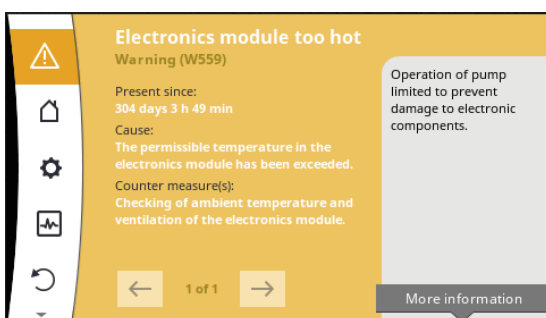 Electronics module too hot
Warning (W559)
Present since:
304 days 3 h 49 min
Cause:
The permissible temperature in the
electronics module has been exceeded.
Counter measure(s):
Checking of ambient temperature and
ventilation of the electronics module.
1 of 1
Operation of pump
limited to prevent
damage to electronic
components.
More information